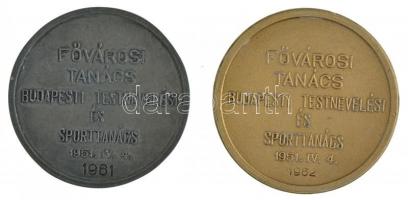 FŐVÁROSI
TANÁCS
BUDAPESTI TESTNEVELÉSI
ÉS
SPORTTANÁCS
1951. IV. 4.
1961
FŐVÁROSI
TANÁCS
BUDAPESTI TESTNEVELÉSI
ÉS
SPORTTANÁCS
1951. IV. 4.
1962
darabanth